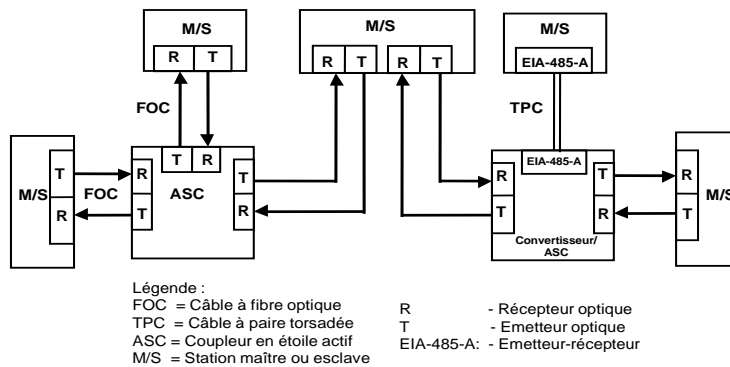 M/S
R T
M/S
R T R T
M/S
EIA-485-A
FOC
TPC
M/S
T
R
FOC
T R
R
T
ASC
T
R
EIA-485-A
R
T
T
R
Convertisseur/
ASC
R
T
M/S
Légende :
FOC = Câble à fibre optique
TPC = Câble à paire torsadée
ASC = Coupleur en étoile actif
M/S = Station maître ou esclave
R - Récepteur optique
T - Emetteur optique
EIA-485-A: - Emetteur-récepteur